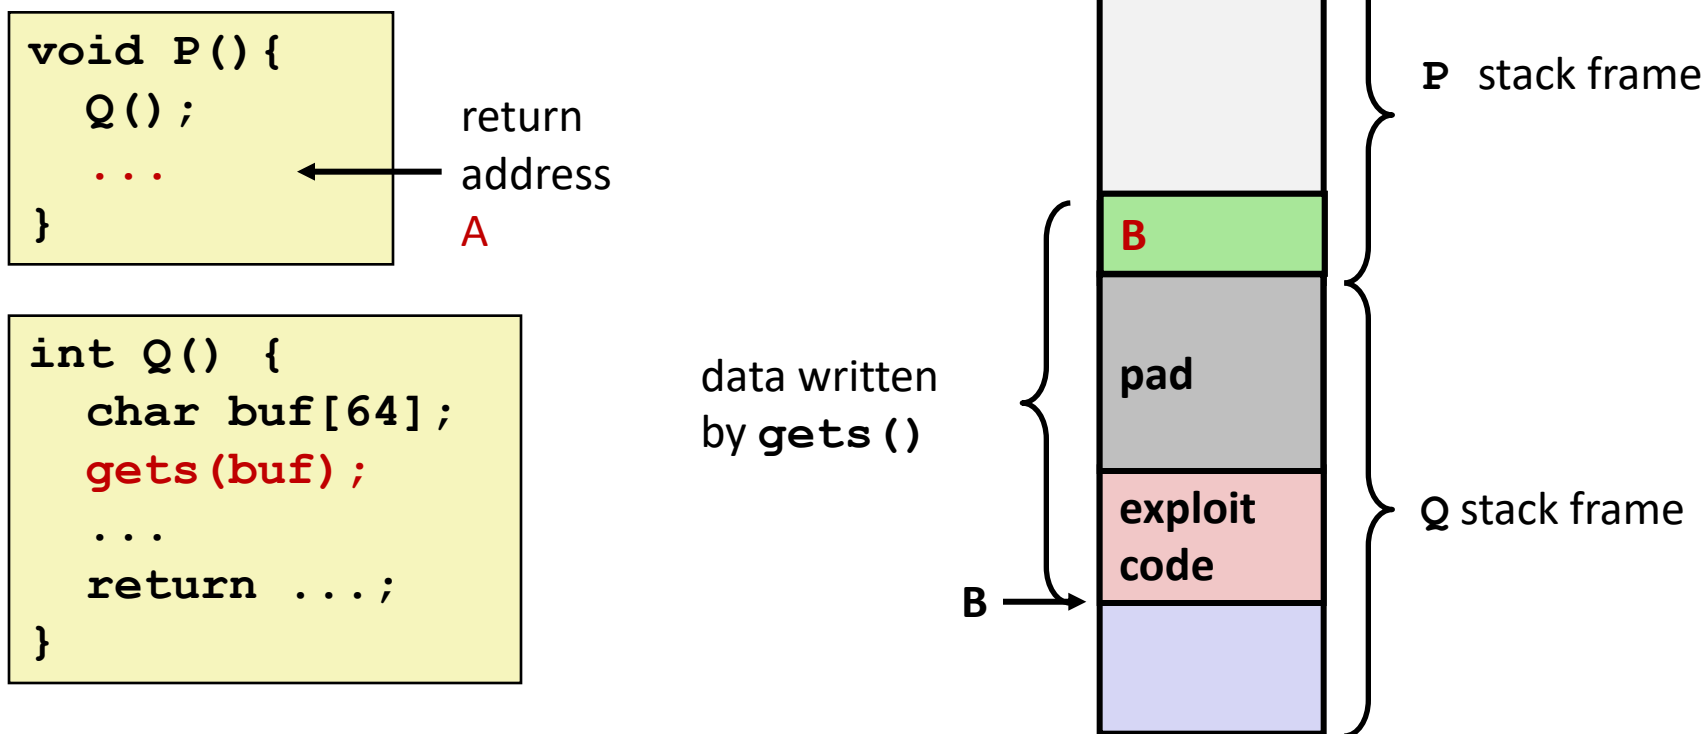 void P(){
  Q();
  ...
}
return
address
A
int Q() {
  char buf[64];
  gets(buf);
  ...
  return ...;
}
data written
by gets()
B
B
pad
exploit
code
P stack frame
Q stack frame